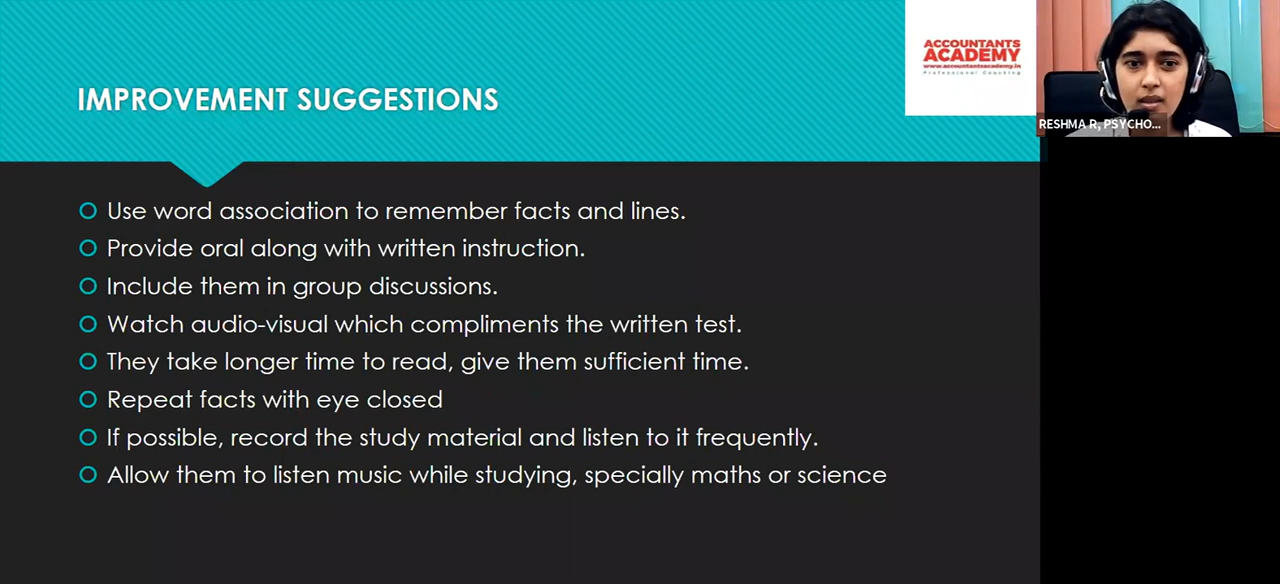 IMPROVEMENT SUGGESTIONS
ACCOUNTANTS
ACADEMY
www.accountantsacademy.in
Professional Coaching
RESHMA R, PSYCHO...
Use word association to remember facts and lines.
Provide oral along with written instruction.
Include them in group discussions.
Watch audio-visual which compliments the written test.
They take longer time to read, give them sufficient time.
Repeat facts with eye closed
If possible, record the study material and listen to it frequently.
Allow them to listen music while studying, specially maths or science